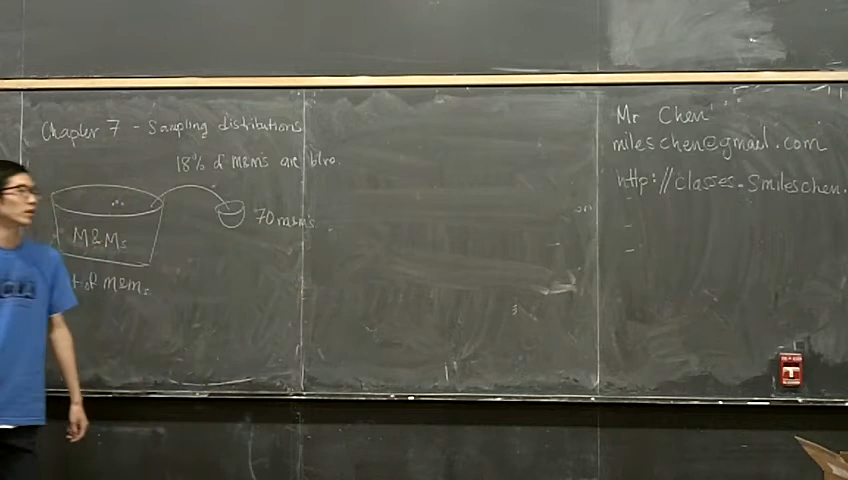 Chapter 7 - Sampling distributions
18% of m&m's are blue.
M&Ms
70 m&m's
of m&ms
Mr Chen
mileschen@gmail.com
http://classes.smileschen.